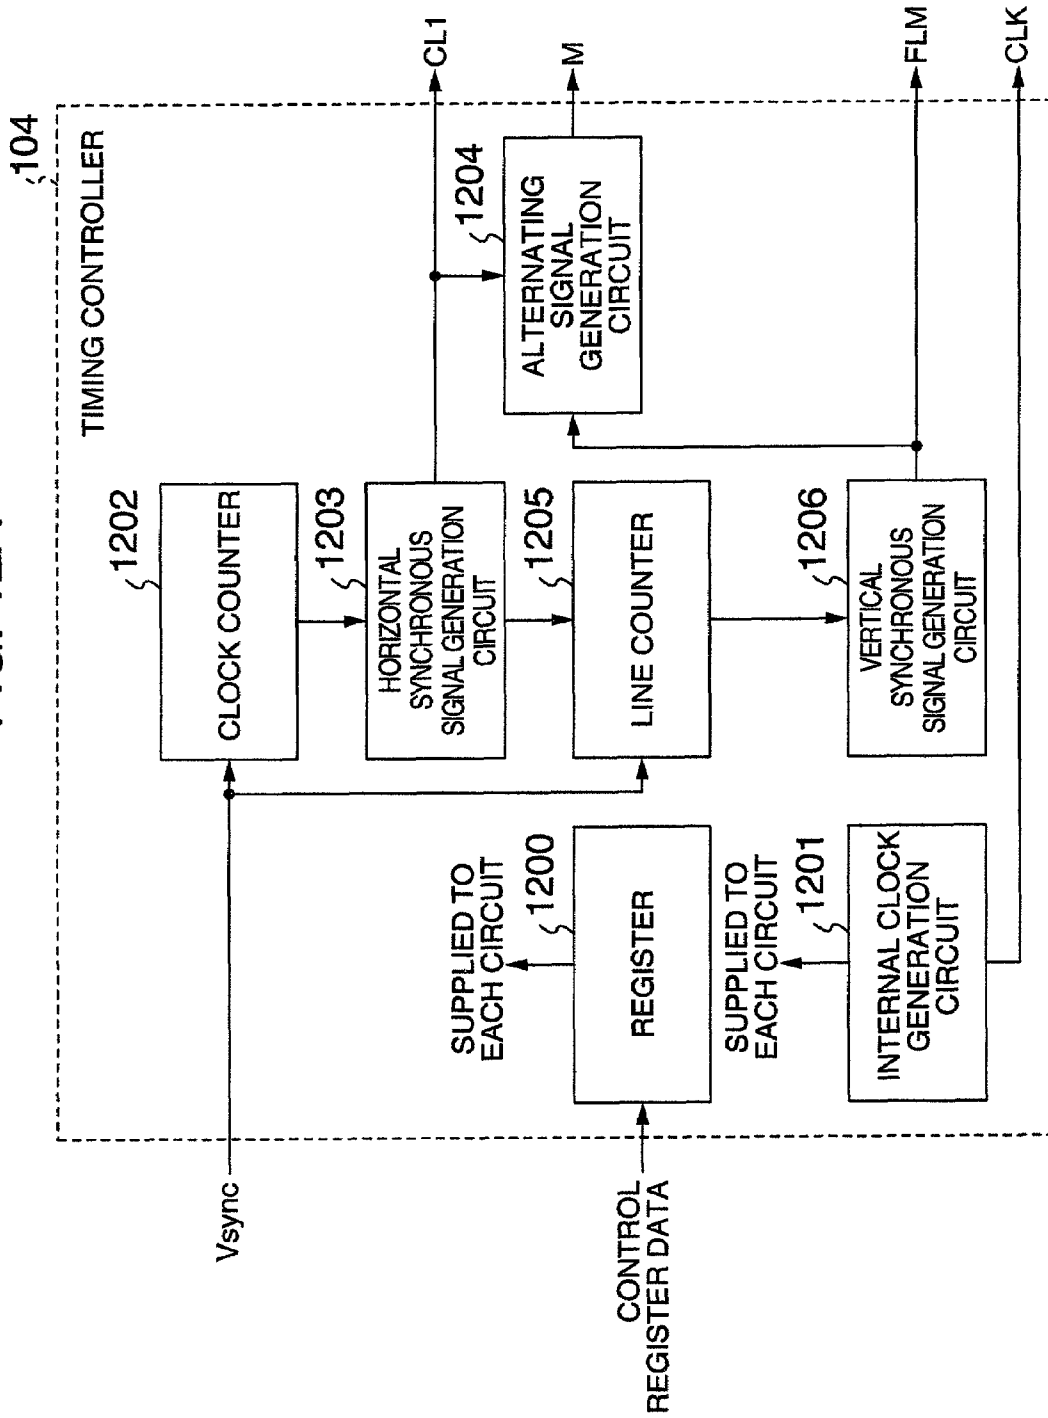 104
TIMING CONTROLLER
Vsync
1202
CLOCK COUNTER
1203
HORIZONTAL
SYNCHRONOUS
SIGNAL GENERATION
CIRCUIT
CL1
1204
ALTERNATING
SIGNAL
GENERATION
CIRCUIT
M
SUPPLIED TO
EACH CIRCUIT
1200
REGISTER
CONTROL
REGISTER DATA
1205
LINE COUNTER
SUPPLIED TO
EACH CIRCUIT
1201
INTERNAL CLOCK
GENERATION
CIRCUIT
1206
VERTICAL
SYNCHRONOUS
SIGNAL GENERATION
CIRCUIT
FLM
CLK